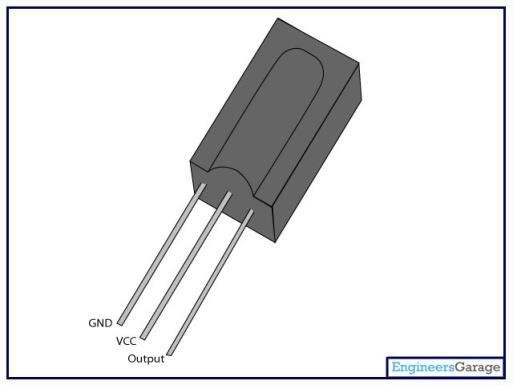 GND
VCC
Output
EngineersGarage